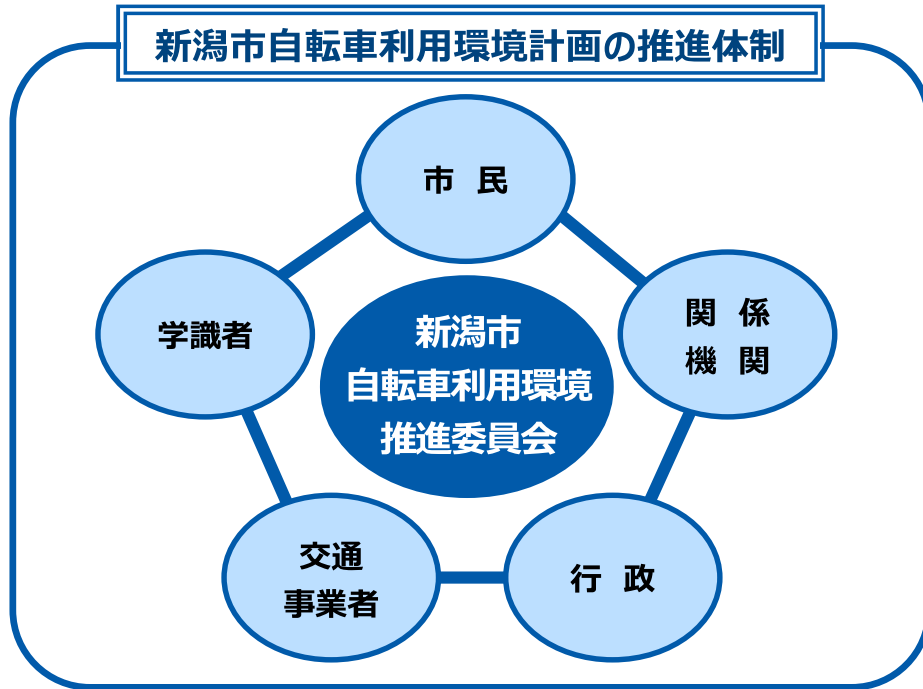 新潟市自転車利用環境計画の推進体制
市 民
学識者
関 係
機 関
新潟市
自転車利用環境
推進委員会
交通
事業者
行 政